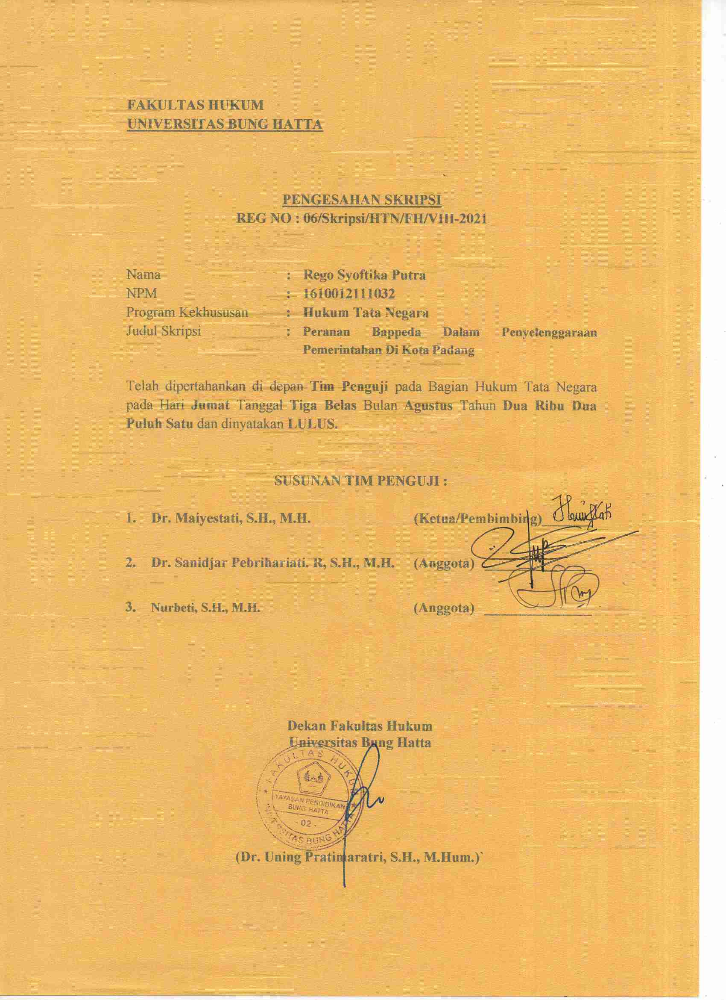 FAKULTAS HUKUM
UNIVERSITAS BUNG HATTA
PENGESAHAN SKRIPSI
REG NO : 06/Skripsi/HTN/FH/VIII-2021
Nama : Rego Syoftika Putra
NPM : 1610012111032
Program Kekhususan : Hukum Tata Negara
Judul Skripsi : Peranan Bappeda Dalam Penyelenggaraan
Pemerintahan Di Kota Padang
Telah dipertahankan di depan Tim Penguji pada Bagian Hukum Tata Negara
pada Hari Jumat Tanggal Tiga Belas Bulan Agustus Tahun Dua Ribu Dua
Puluh Satu dan dinyatakan LULUS.
SUSUNAN TIM PENGUJI :
1. Dr. Maiyestati, S.H., M.H. (Ketua/Pembimbing)
2. Dr. Sanidjar Pebrihariati. R, S.H., M.H. (Anggota)
3. Nurbeti, S.H., M.H. (Anggota)
Dekan Fakultas Hukum
Universitas Bung Hatta
FAKULTAS HUKUM
YAYASAN PENDIDIKAN
BUNG HATTA
- 02 -
UNIVERSITAS BUNG HATTA
(Dr. Uning Pratimaratri, S.H., M.Hum.)`